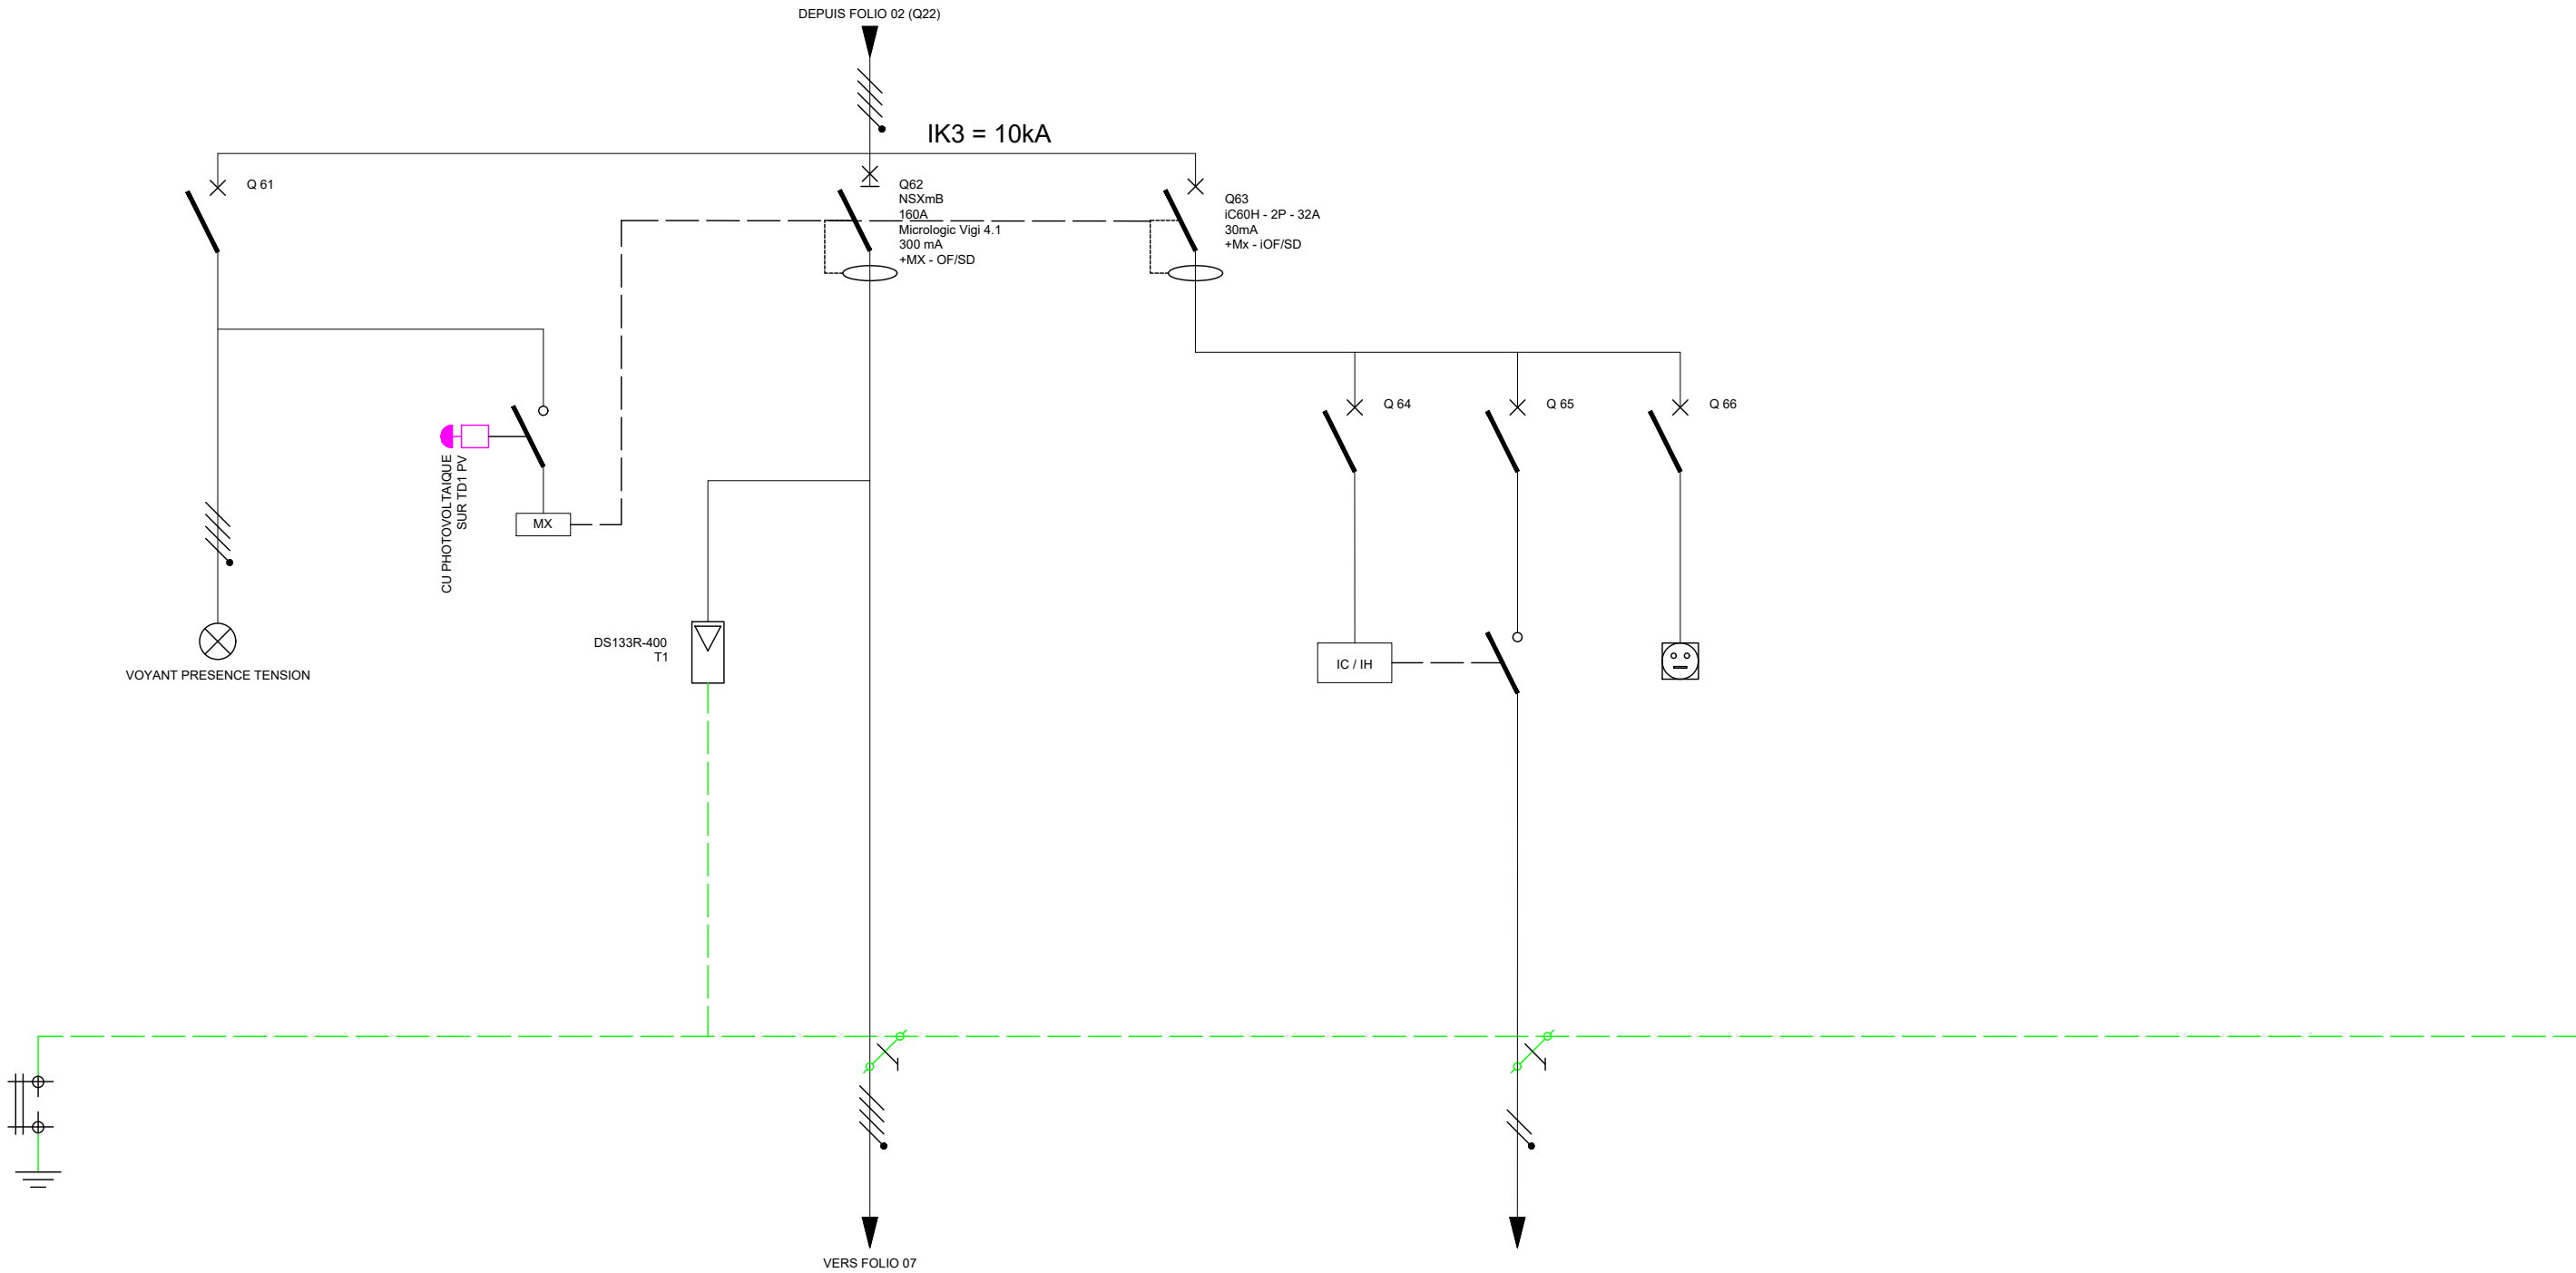 DEPUIS FOLIO 02 (Q22)
IK3 = 10kA
Q 61
Q62
NSXmB
160A
Micrologic Vigi 4.1
300 mA
+MX - OF/SD
Q63
iC60H - 2P - 32A
30mA
+Mx - iOF/SD
Q 64
Q 65
Q 66
CU PHOTOVOLTAIQUE
SUR TD1 PV
MX
DS133R-400
T1
IC / IH
VOYANT PRESENCE TENSION
VERS FOLIO 07